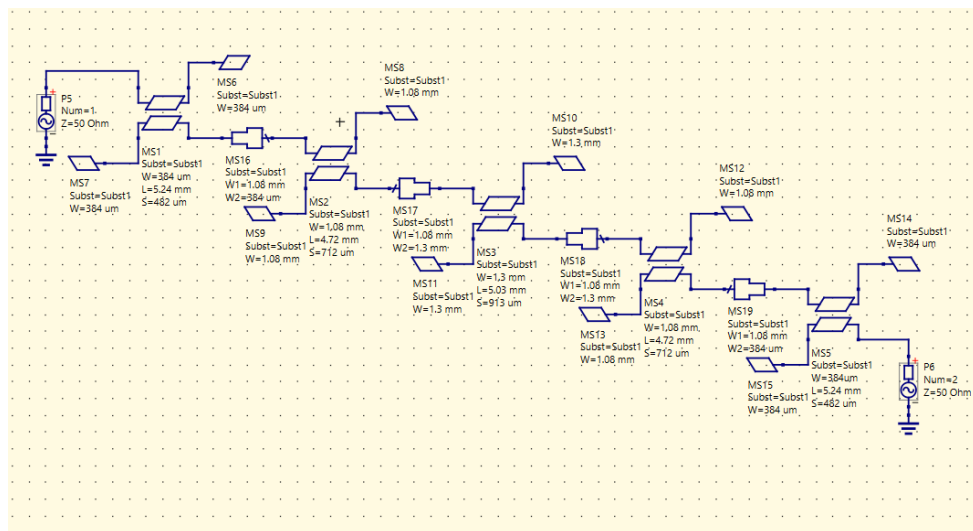 P5
Num=1
Z=50 Ohm
MS6
Subst=Subst1
W=384 um
MS7
Subst=Subst1
W=384 um
MS1
Subst=Subst1
W=384 um
L=5.24 mm
S=482 um
MS16
Subst=Subst1
W1=1.08 mm
W2=384 um
MS8
Subst=Subst1
W=1.08 mm
MS9
Subst=Subst1
W=1.08 mm
MS2
Subst=Subst1
W=1.08 mm
L=4.72 mm
S=712 um
MS17
Subst=Subst1
W1=1.08 mm
W2=1.3 mm
MS10
Subst=Subst1
W=1.3 mm
MS11
Subst=Subst1
W=1.3 mm
MS3
Subst=Subst1
W=1.3 mm
L=5.03 mm
S=913 um
MS18
Subst=Subst1
W1=1.08 mm
W2=1.3 mm
MS12
Subst=Subst1
W=1.08 mm
MS13
Subst=Subst1
W=1.08 mm
MS4
Subst=Subst1
W=1.08 mm
L=4.72 mm
S=712 um
MS19
Subst=Subst1
W1=1.08 mm
W2=384 um
MS14
Subst=Subst1
W=384 um
MS15
Subst=Subst1
W=384 um
MS5
Subst=Subst1
W=384um
L=5.24 mm
S=482 um
P6
Num=2
Z=50 Ohm